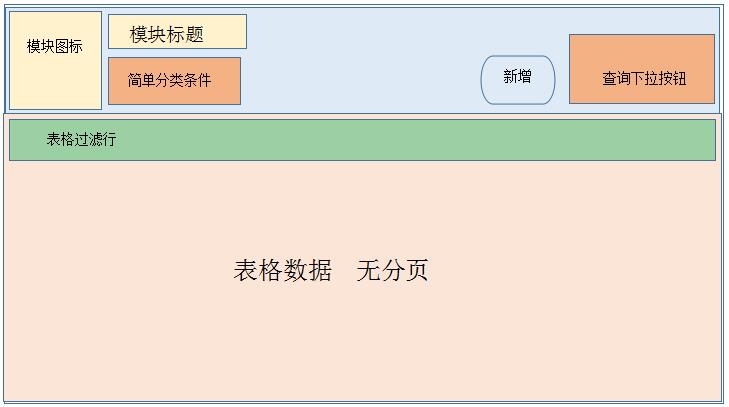 模块图标
模块标题
简单分类条件
新增
查询下拉按钮
表格过滤行
表格数据 无分页